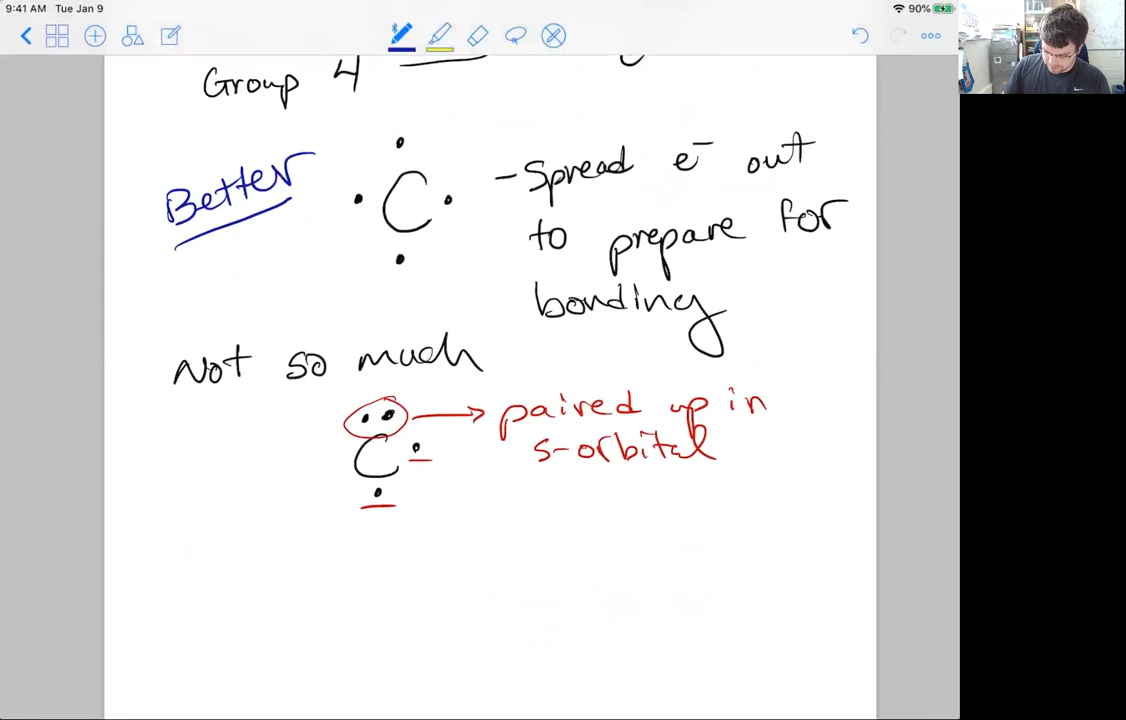 9:41 AM Tue Jan 9
90%
Group 4
Better
C
-Spread e⁻ out
to prepare for
bonding
Not so much
C
paired up in
s-orbital